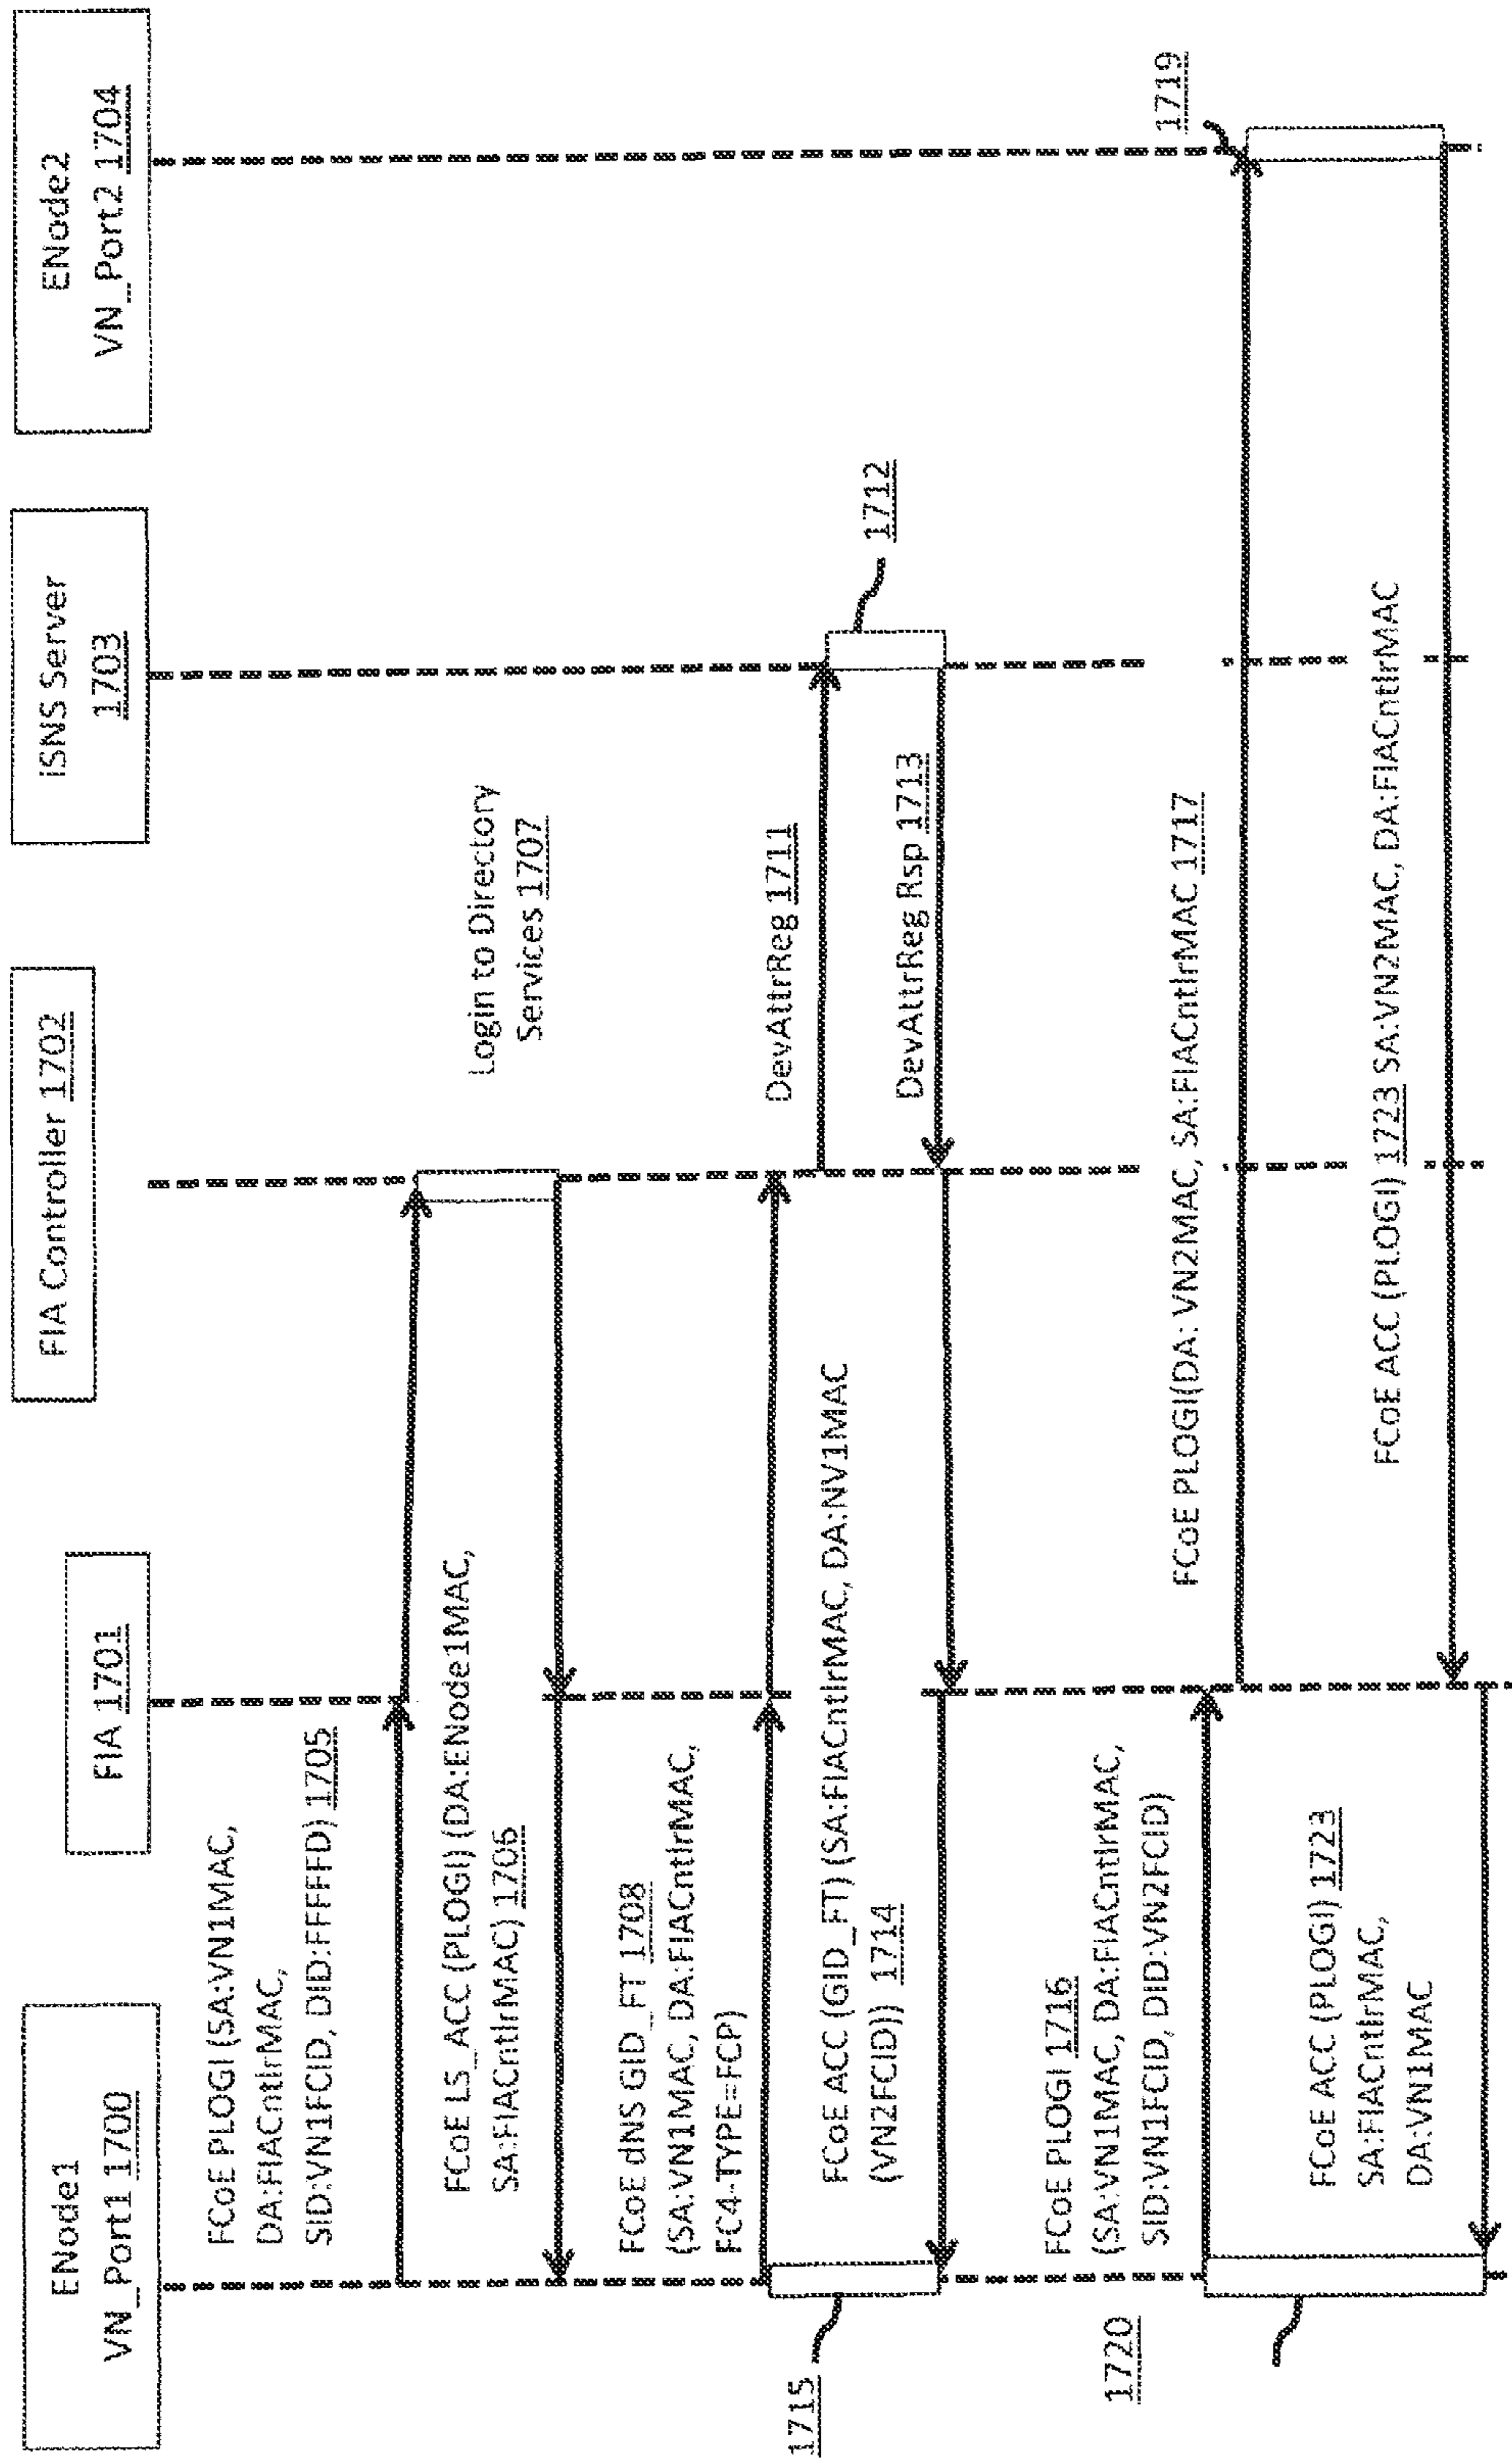 ENode1
VN_Port1 1700
FIA 1701
FIA Controller 1702
iSNS Server
1703
ENode2
VN_Port2 1704
FCoE PLOGI (SA:VN1MAC,
DA:FIACntlrMAC,
SID:VN1FCID, DID:FFFFFD) 1705
FCoE LS_ACC (PLOGI) (DA:ENode1MAC,
SA:FIACntlrMAC) 1706
Login to Directory
Services 1707
FCoE dNS GID_FT 1708
(SA:VN1MAC, DA:FIACntlrMAC,
FC4-TYPE=FCP)
DevAttrReg 1711
1712
DevAttrReg Rsp 1713
FCoE ACC (GID_FT) (SA:FIACntlrMAC, DA:NV1MAC
(VN2FCID)) 1714
1715
FCoE PLOGI 1716
(SA:VN1MAC, DA:FIACntlrMAC,
SID:VN1FCID, DID:VN2FCID)
FCoE PLOGI(DA: VN2MAC, SA:FIACntlrMAC 1717
1719
1720
FCoE ACC (PLOGI) 1723
SA:FIACntlrMAC,
DA:VN1MAC
FCoE ACC (PLOGI) 1723 SA:VN2MAC, DA:FIACntlrMAC